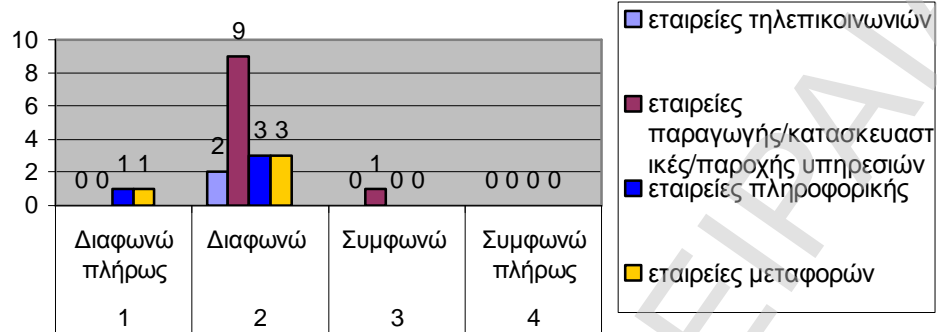 10
8
6
4
2
0
0 0 1 1
2 9 3 3
0 1 0 0
0 0 0 0
Διαφωνώ πλήρως
Διαφωνώ
Συμφωνώ
Συμφωνώ πλήρως
1
2
3
4
εταιρείες τηλεπικοινωνιών
εταιρείες
παραγωγής/κατασκευαστ
ικές/παροχής υπηρεσιών
εταιρείες πληροφορικής
εταιρείες μεταφορών